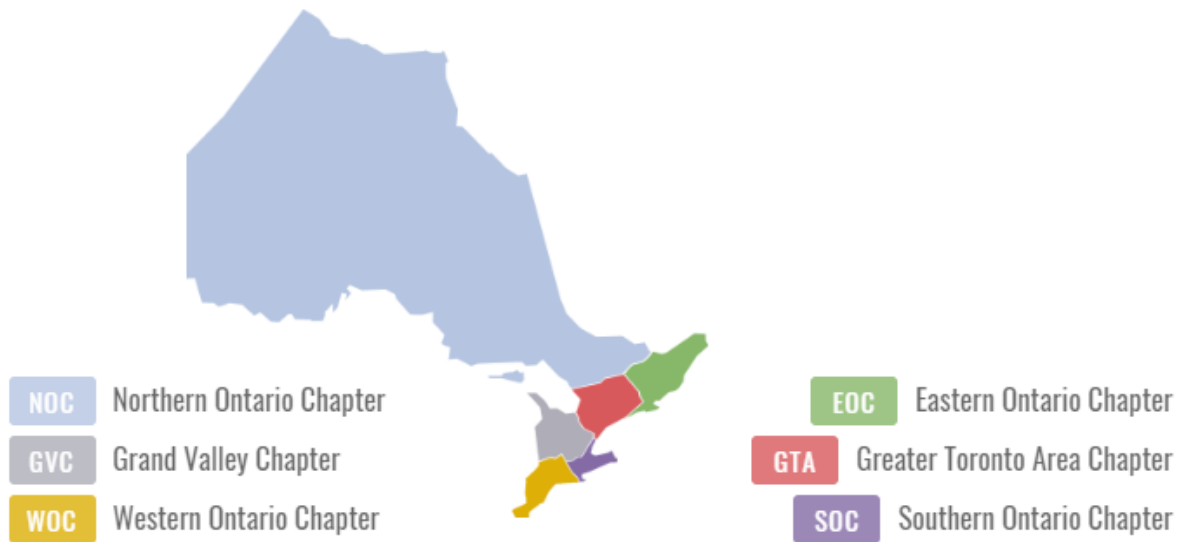 NOC Northern Ontario Chapter
GVC Grand Valley Chapter
WOC Western Ontario Chapter
EOC Eastern Ontario Chapter
GTA Greater Toronto Area Chapter
SOC Southern Ontario Chapter